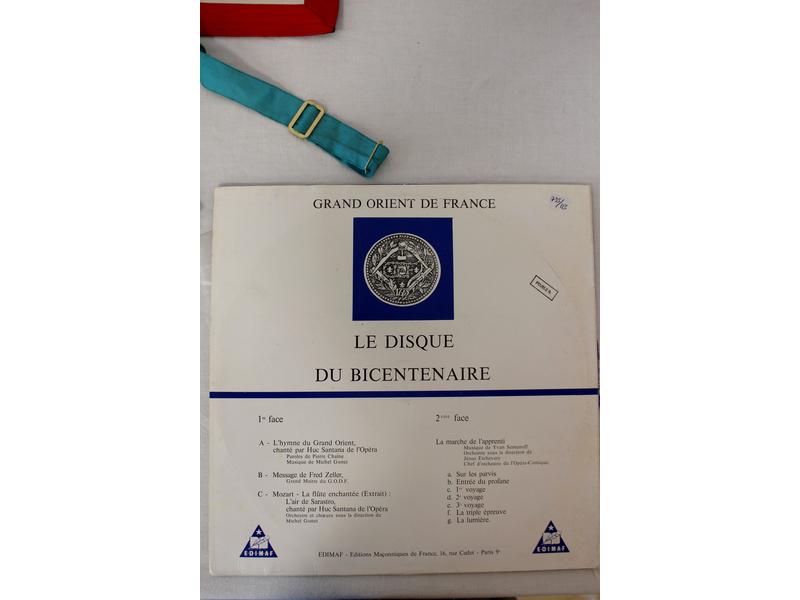 GRAND ORIENT DE FRANCE
LE DISQUE
DU BICENTENAIRE
1re face
A - L'hymne du Grand Orient,
chanté par Huc Santana de l'Opéra
Paroles de Pierre Chaine
Musique de Michel Gonet
B - Message de Fred Zeller,
Grand Maître du G.O.D.F.
C - Mozart - La flûte enchantée (Extrait) :
L'air de Sarastro,
chanté par Huc Santana de l'Opéra
Orchestre et chœurs sous la direction de
Michel Gonet
2ème face
La marche de l'apprenti
Musique de Yvan Semenoff
Orchestre sous la direction de
Jésus Etcheverry
Chef d'orchestre de l'Opéra-Comique.
a. Sur les parvis
b. Entrée du profane
c. 1er voyage
d. 2e voyage
e. 3e voyage
f. La triple épreuve
g. La lumière.
EDIMAF
EDIMAF - Editions Maçonniques de France, 16, rue Cadet - Paris 9e
EDIMAF